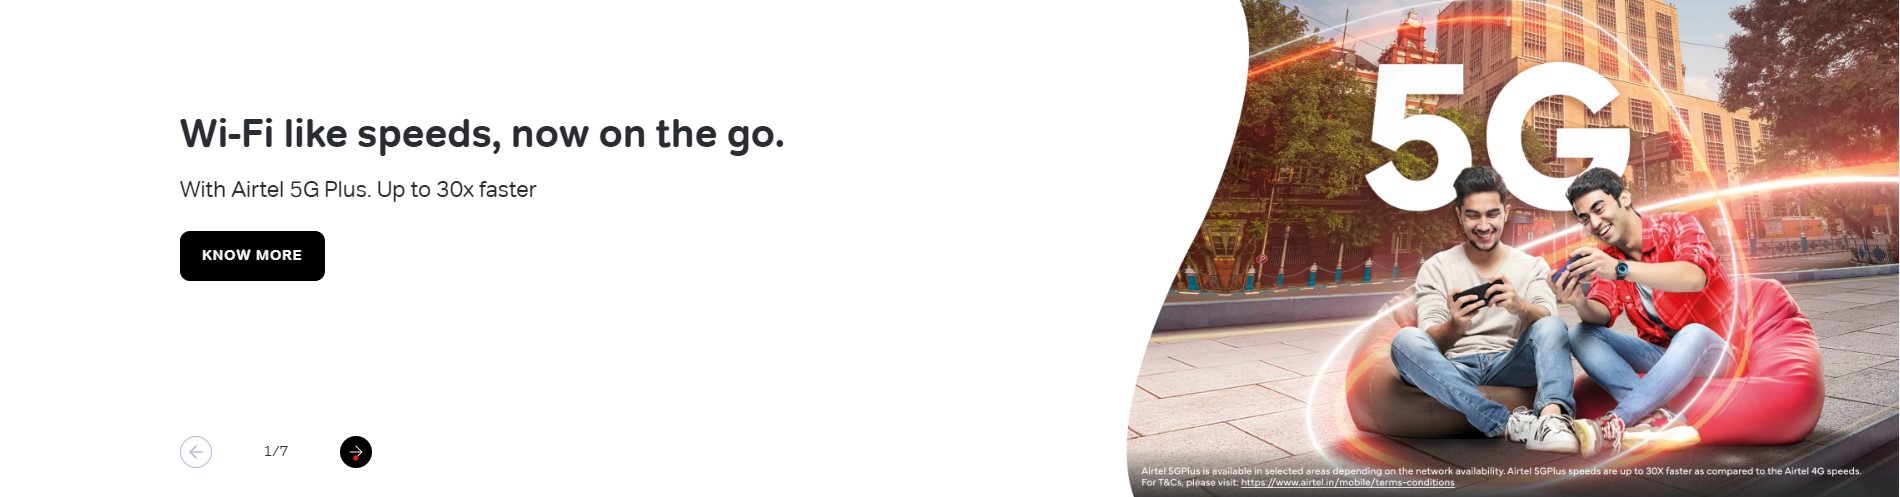 Wi-Fi like speeds, now on the go.
With Airtel 5G Plus. Up to 30x faster
KNOW MORE
1/7
5G
Airtel 5GPlus is available in selected areas depending on the network availability. Airtel 5GPlus speeds are up to 30X faster as compared to the Airtel 4G speeds.
For T&Cs, please visit: https://www.airtel.in/mobile/terms-conditions